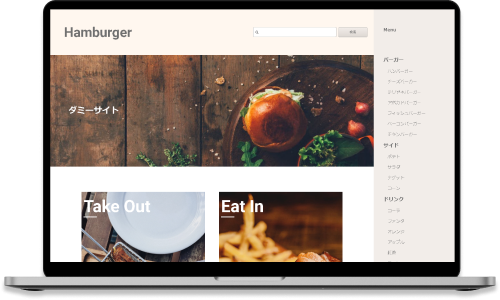 Hamburger
検索
Menu
ダミーサイト
バーガー
ハンバーガー
チーズバーガー
テリヤキバーガー
アボカドバーガー
フィッシュバーガー
ベーコンバーガー
チキンバーガー
サイド
ポテト
サラダ
ナゲット
コーン
ドリンク
コーラ
ファンタ
オレンジ
アップル
紅茶
Take Out
Eat In